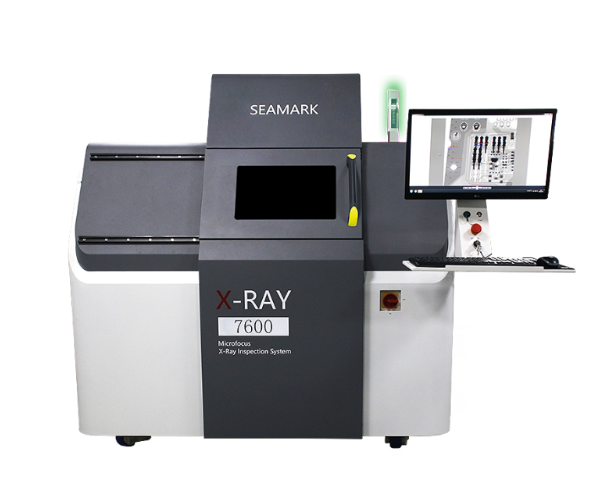 SEAMARK
X-RAY
7600
Microfocus
X-Ray Inspection System